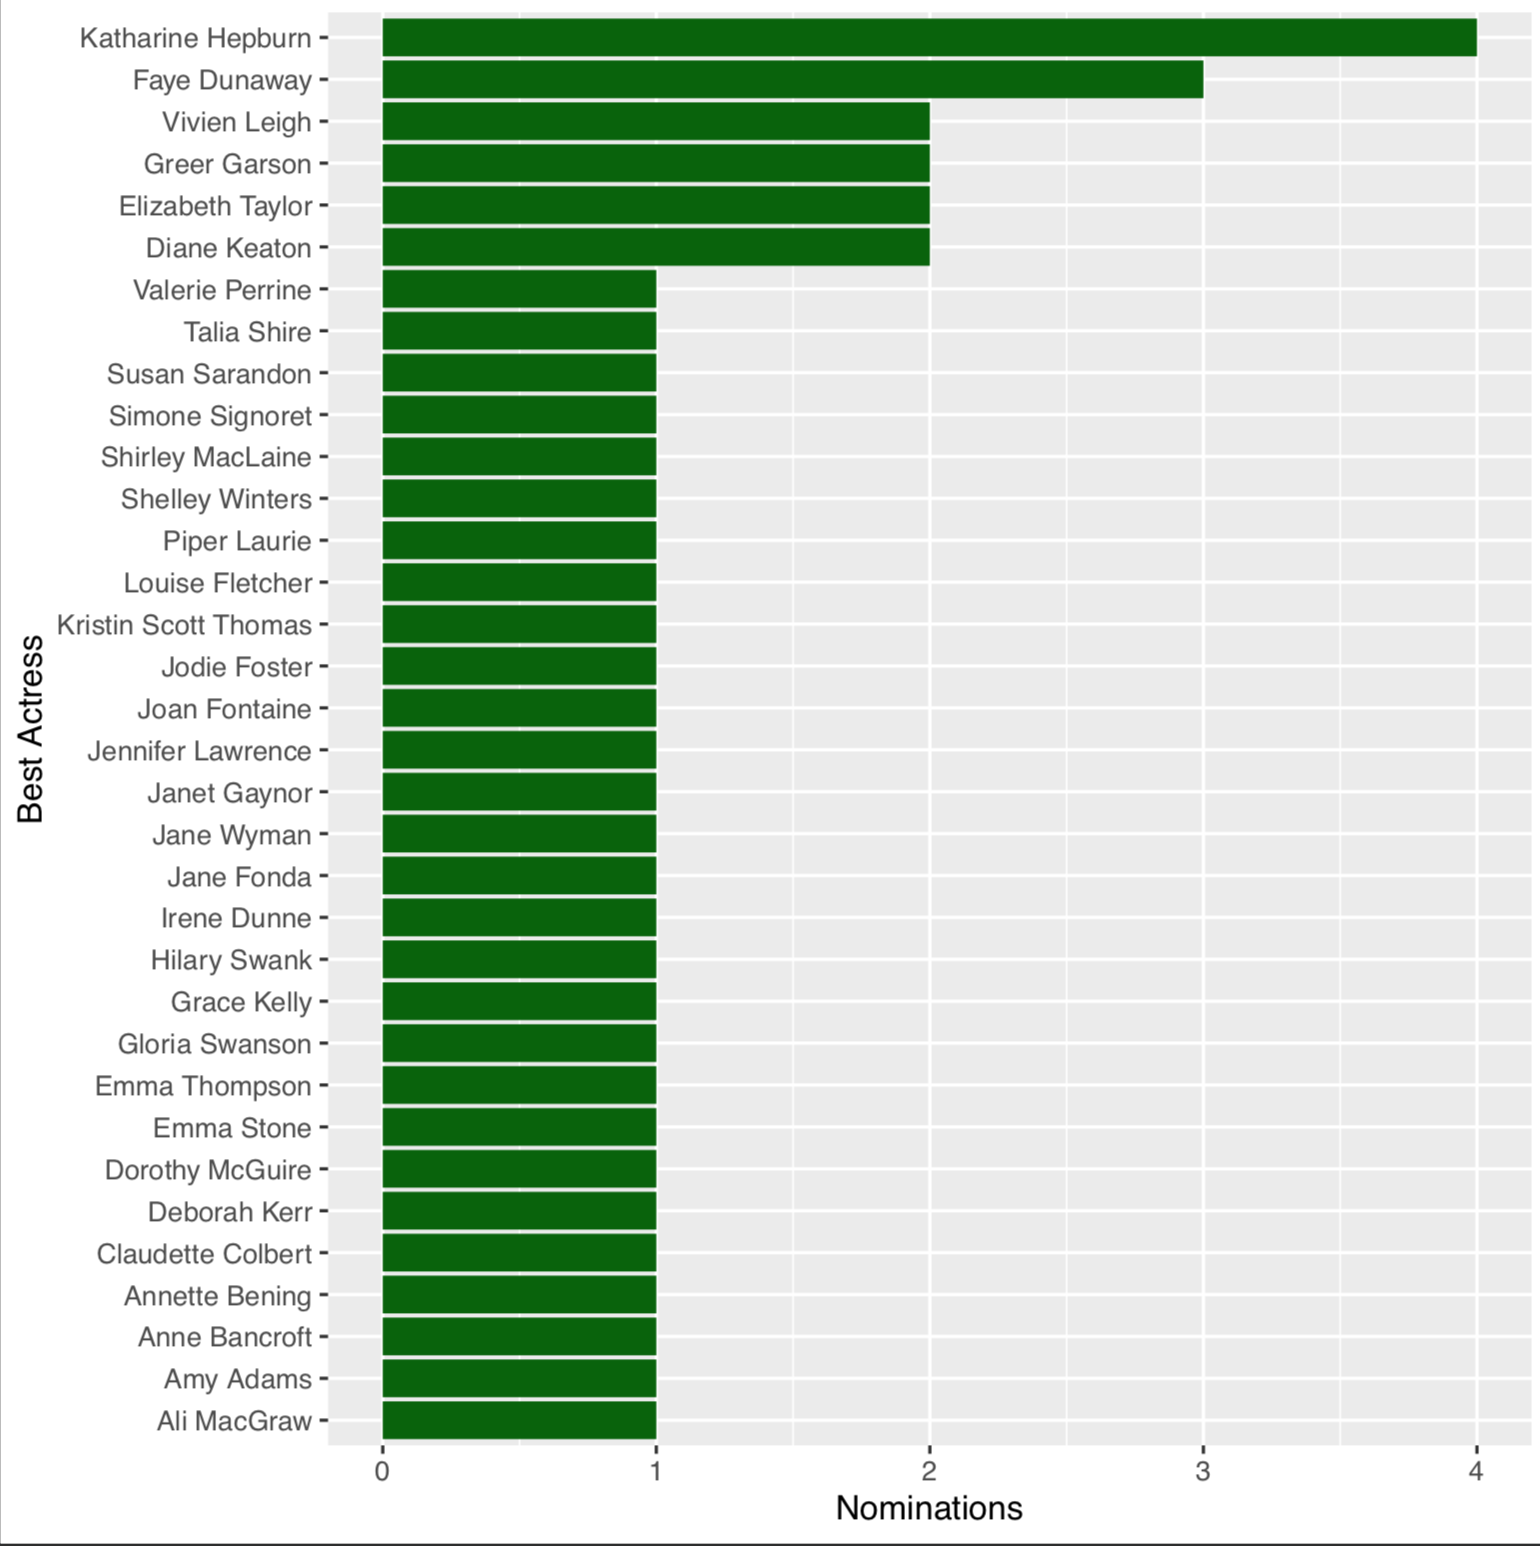 Katharine Hepburn
Faye Dunaway
Vivien Leigh
Greer Garson
Elizabeth Taylor
Diane Keaton
Valerie Perrine
Talia Shire
Susan Sarandon
Simone Signoret
Shirley MacLaine
Shelley Winters
Piper Laurie
Louise Fletcher
Kristin Scott Thomas
Jodie Foster
Joan Fontaine
Jennifer Lawrence
Janet Gaynor
Jane Wyman
Jane Fonda
Irene Dunne
Hilary Swank
Grace Kelly
Gloria Swanson
Emma Thompson
Emma Stone
Dorothy McGuire
Deborah Kerr
Claudette Colbert
Annette Bening
Anne Bancroft
Amy Adams
Ali MacGraw
Best Actress
0 1 2 3 4
Nominations